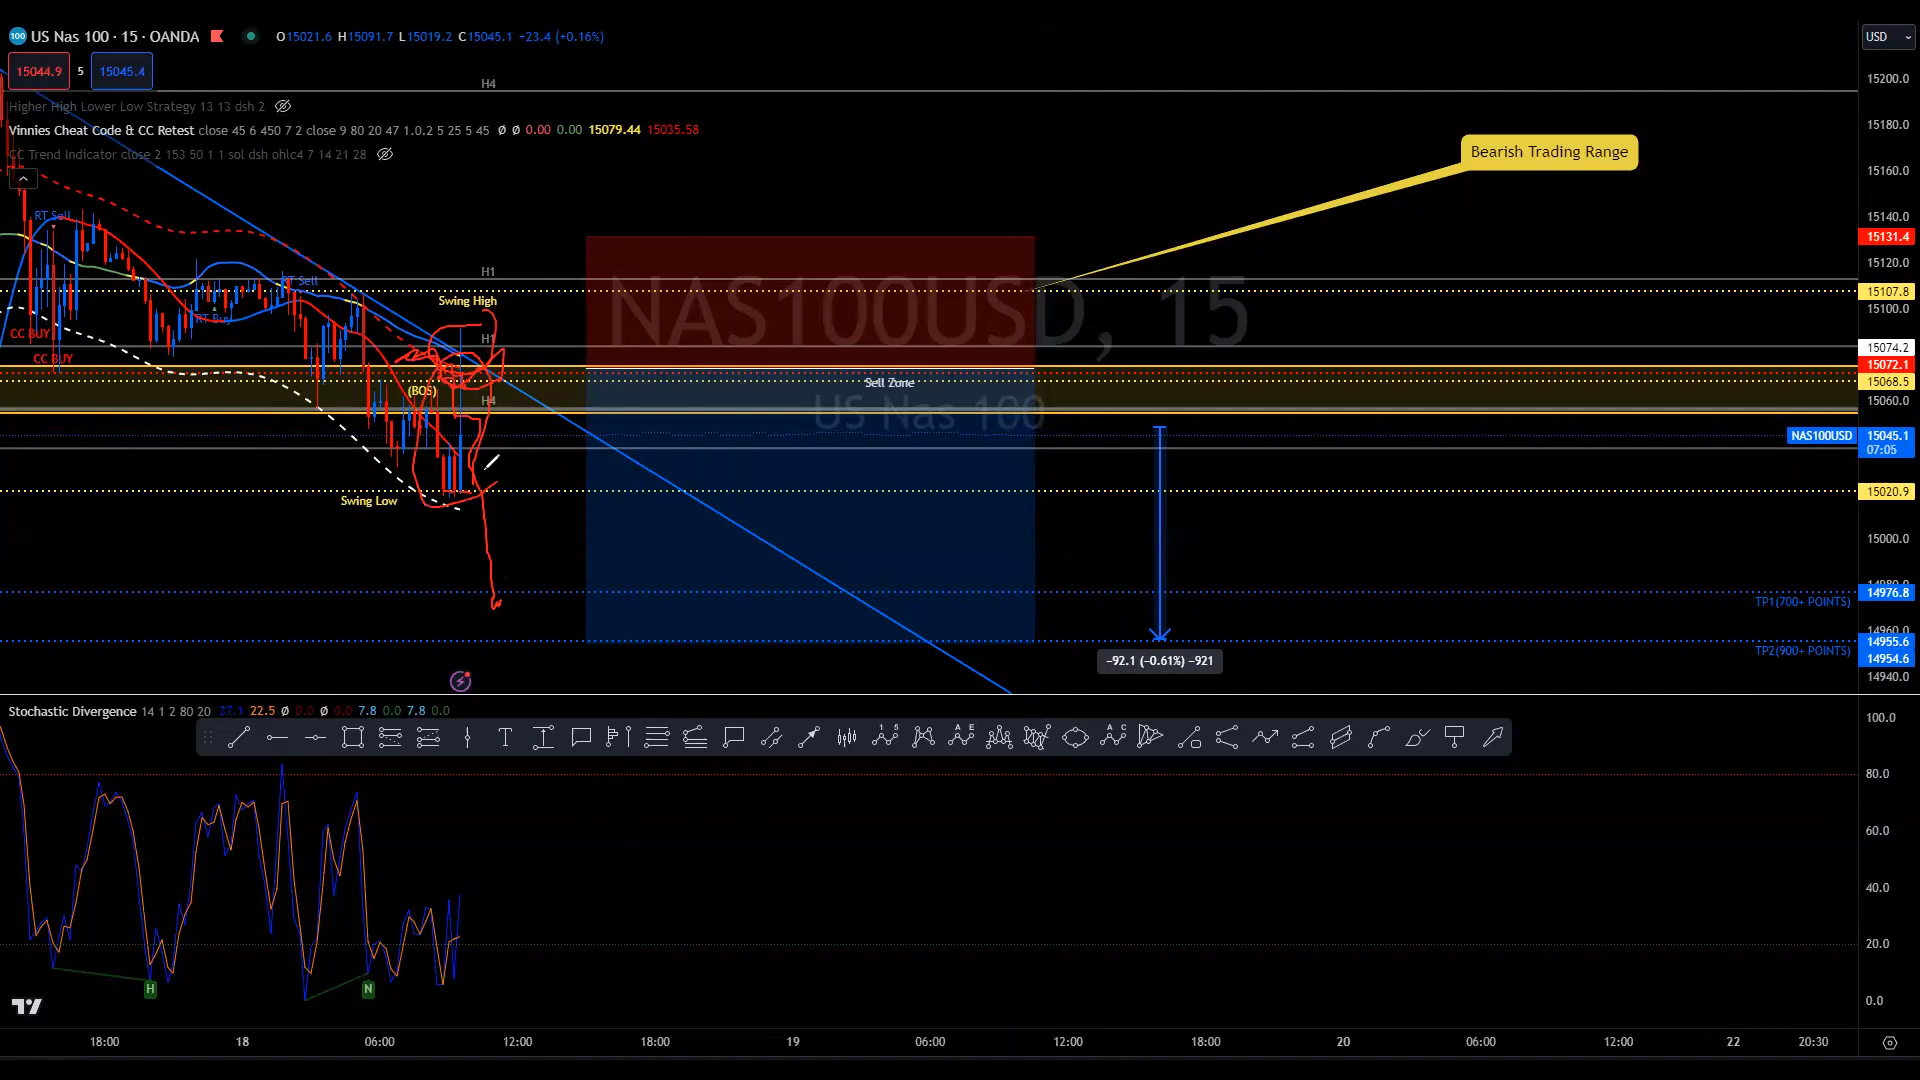 US Nas 100 · 15 · OANDA
O15021.6 H15091.7 L15019.2 C15045.1 +23.4 (+0.16%)
USD
15044.9 5 15045.4
H4
15200.0
Higher High Lower Low Strategy 13 13 dsh 2
15180.0
Vinnies Cheat Code & CC Retest close 45 6 450 7 2 close 9 80 20 47 1.0.2 5 25 5 45 Ø Ø 0.00 0.00 15079.44 15035.58
CC Trend Indicator close 2 153 50 1 1 sol dsh ohlc4 7 14 21 28
Bearish Trading Range
15160.0
RT Sell
15140.0
15131.4
15120.0
H1
RT Sell
15107.8
Swing High
15100.0
NAS100USD, 15
RT Buy
CC BUY
H1
15074.2
CC BUY
15072.1
Sell Zone
15068.5
(BOS)
H4
15060.0
US Nas 100
NAS100USD 15045.1
07:05
Swing Low
15020.9
15000.0
14980.0
14976.8
TP1(700+ POINTS)
14960.0
14955.6
TP2(900+ POINTS)
14954.6
−92.1 (−0.61%) −921
14940.0
Stochastic Divergence 14 1 2 80 20 37.1 22.5 Ø 0.0 Ø 0.0 7.8 0.0 7.8 0.0
100.0
80.0
60.0
40.0
20.0
H
N
0.0
18:00 18 06:00 12:00 18:00 19 06:00 12:00 18:00 20 06:00 12:00 22 20:30